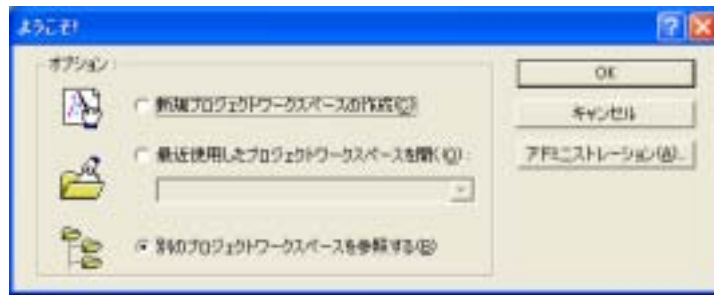 ようこそ!
オプション:
新規プロジェクトワークスペースの作成(C)
最近使用したプロジェクトワークスペースを開く(O):
別のプロジェクトワークスペースを参照する(B)
OK
キャンセル
アドミニストレーション(A)...